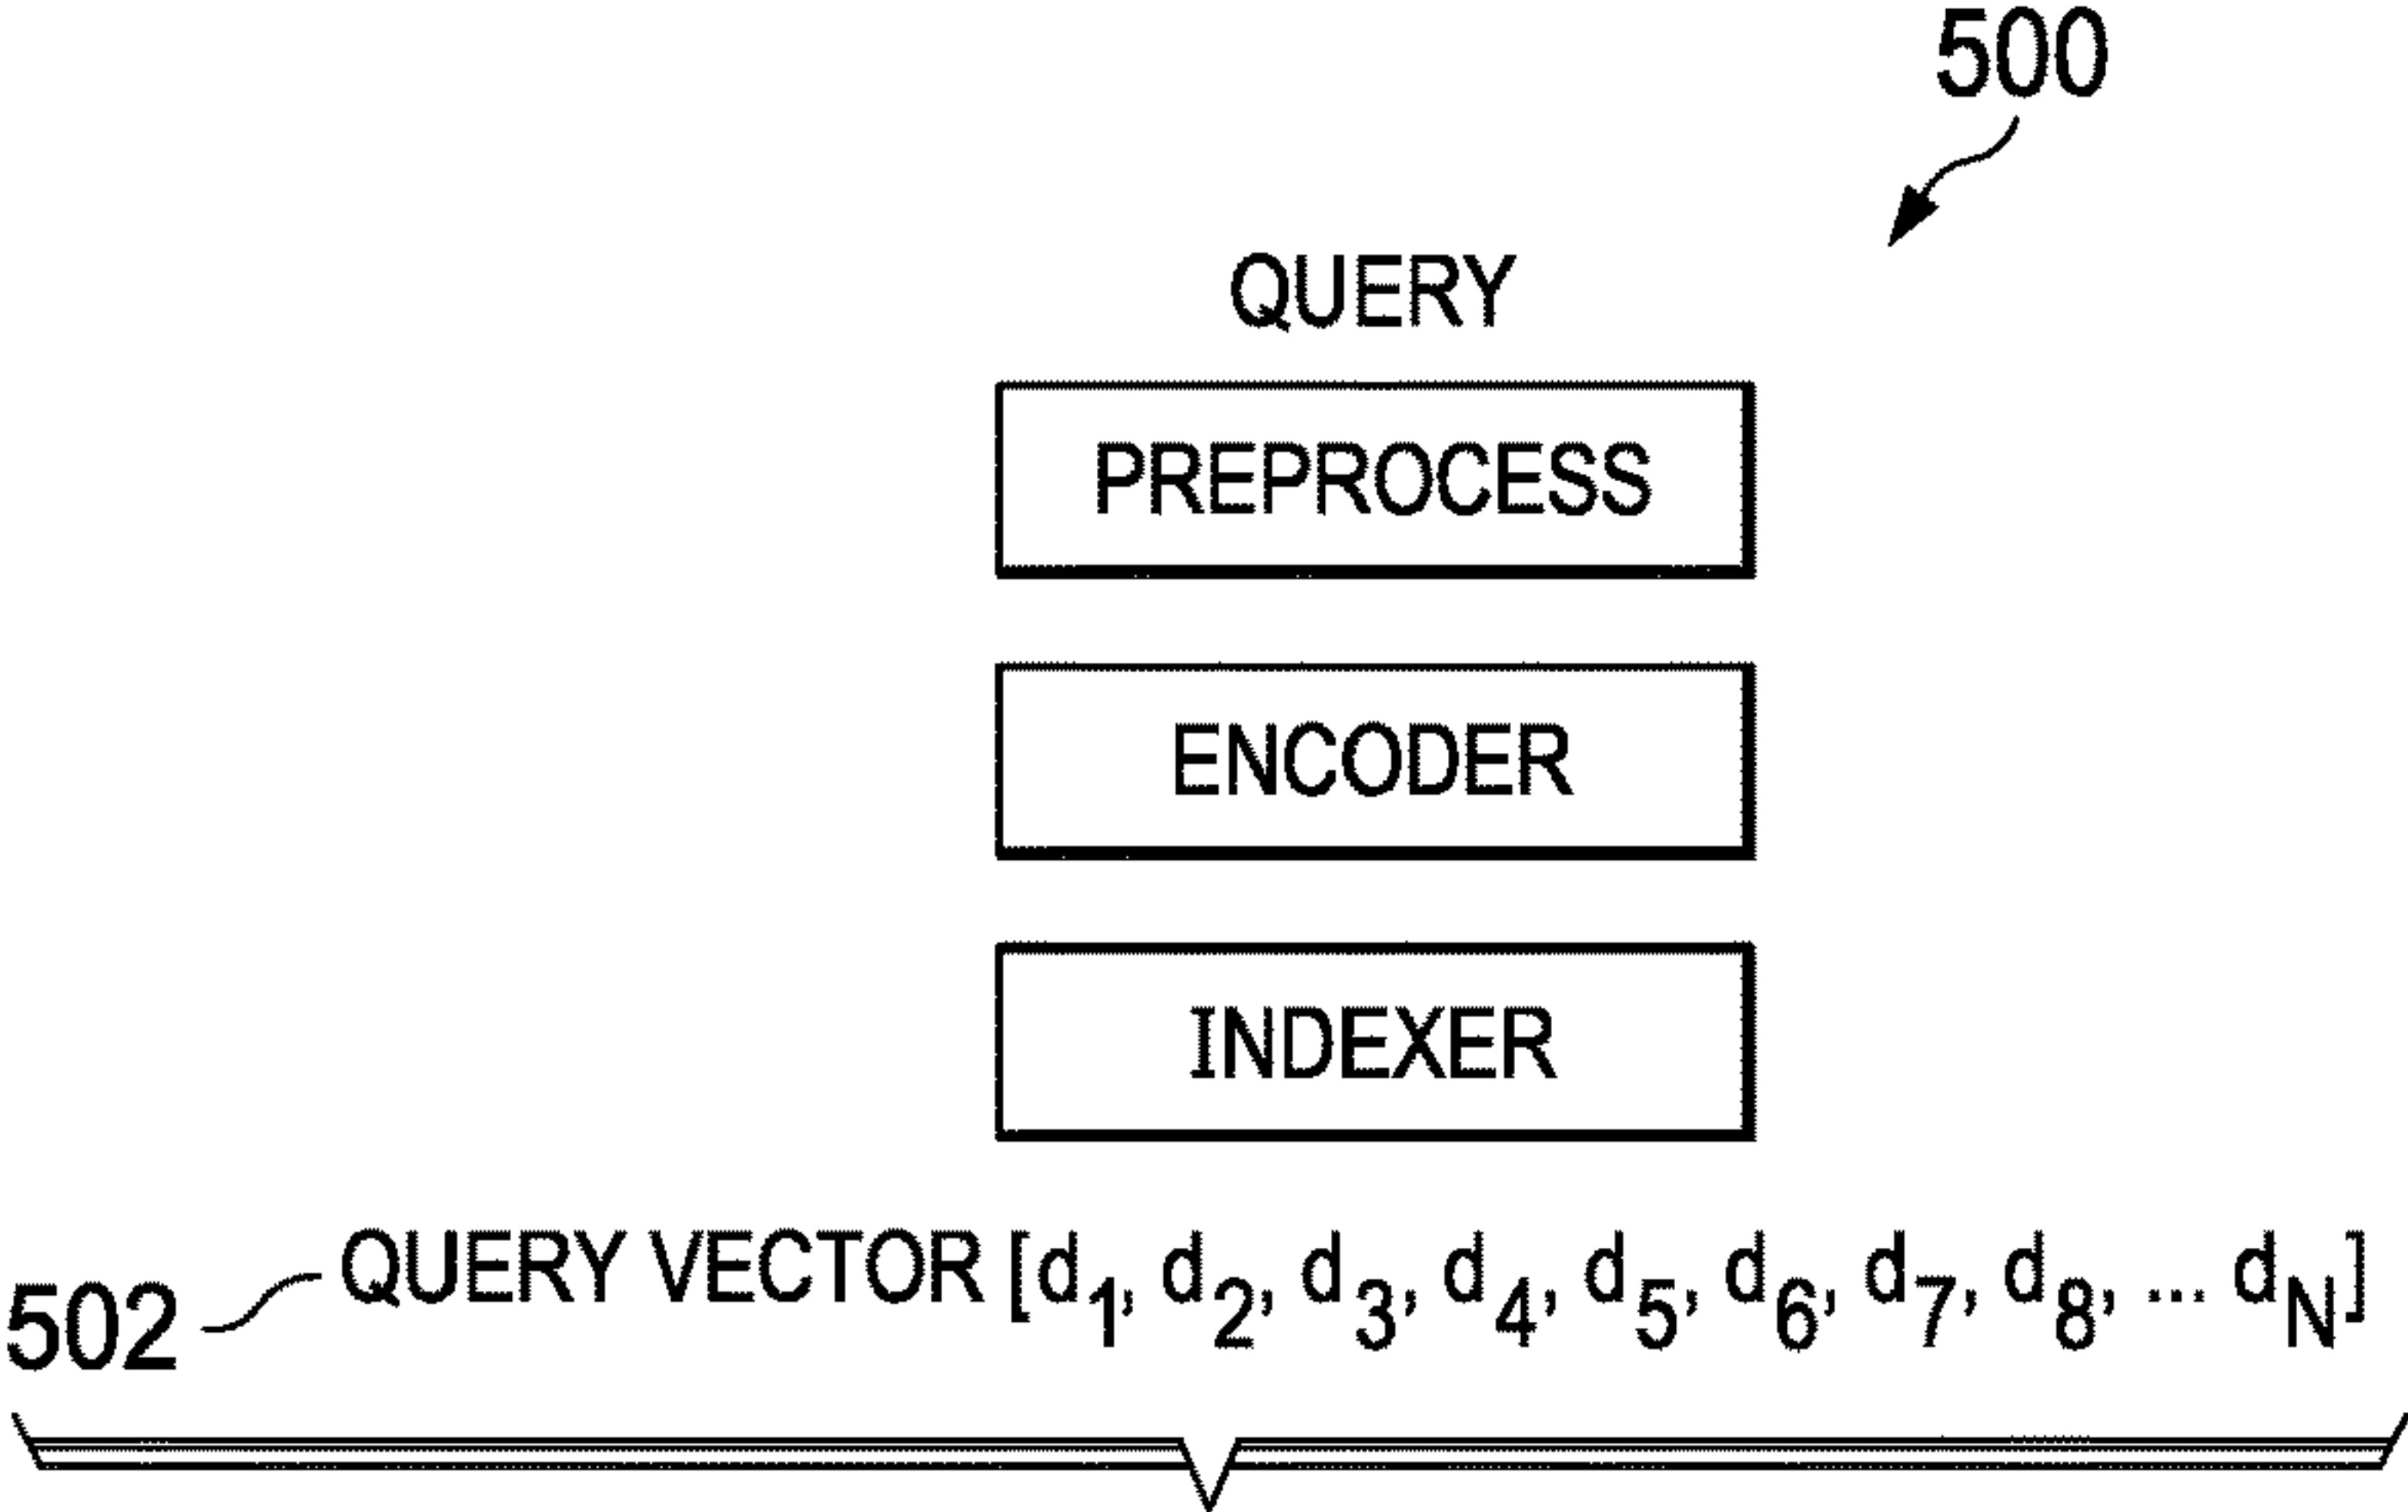 500
QUERY
PREPROCESS
ENCODER
INDEXER
502 QUERY VECTOR [d1, d2, d3, d4, d5, d6, d7, d8, ... dN]